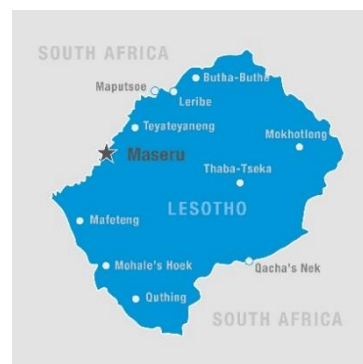 SOUTH AFRICA
Butha-Buthe
Maputsoe
Leribe
Teyateyaneng
Mokhotlong
Maseru
Thaba-Tseka
LESOTHO
Mafeteng
Mohale's Hoek
Qacha's Nek
Quthing
SOUTH AFRICA